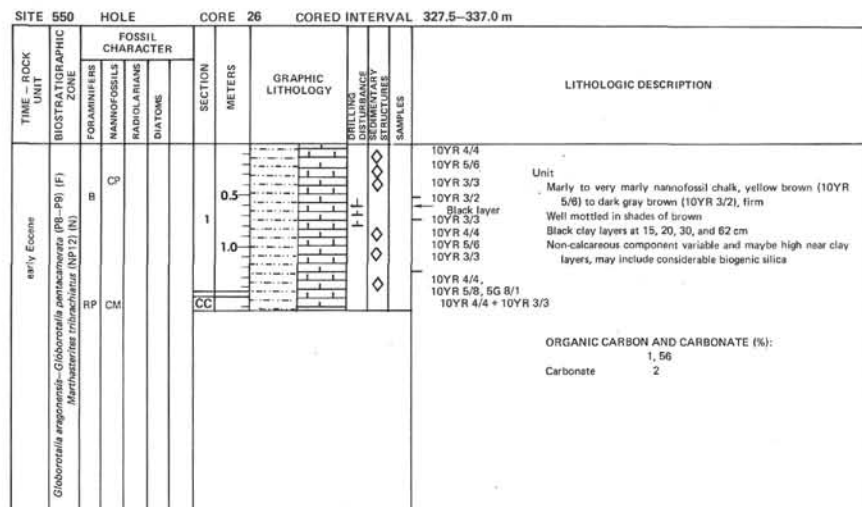 SITE 550 HOLE CORE 26 CORED INTERVAL 327.5–337.0 m
TIME – ROCK UNIT
BIOSTRATIGRAPHIC ZONE
FOSSIL CHARACTER
FORAMINIFERS
NANNOFOSSILS
RADIOLARIANS
DIATOMS
SECTION
METERS
GRAPHIC LITHOLOGY
DRILLING DISTURBANCE
SEDIMENTARY STRUCTURES
SAMPLES
LITHOLOGIC DESCRIPTION
early Eocene
Globorotalia aragonensis–Globorotalia pentacamerata (P8–P9) (F)
Marthasterites tribrachiatus (NP12) (N)
B
CP
RP
CM
1
CC
0.5
1.0
10YR 4/4
10YR 5/6
10YR 3/3
10YR 3/2
Black layer
10YR 3/3
10YR 4/4
10YR 5/6
10YR 3/3
10YR 4/4,
10YR 5/8, 5G 8/1
10YR 4/4 + 10YR 3/3
Unit
Marly to very marly nannofossil chalk, yellow brown (10YR
5/6) to dark gray brown (10YR 3/2), firm
Well mottled in shades of brown
Black clay layers at 15, 20, 30, and 62 cm
Non-calcareous component variable and maybe high near clay
layers, may include considerable biogenic silica
ORGANIC CARBON AND CARBONATE (%):
1, 56
Carbonate 2